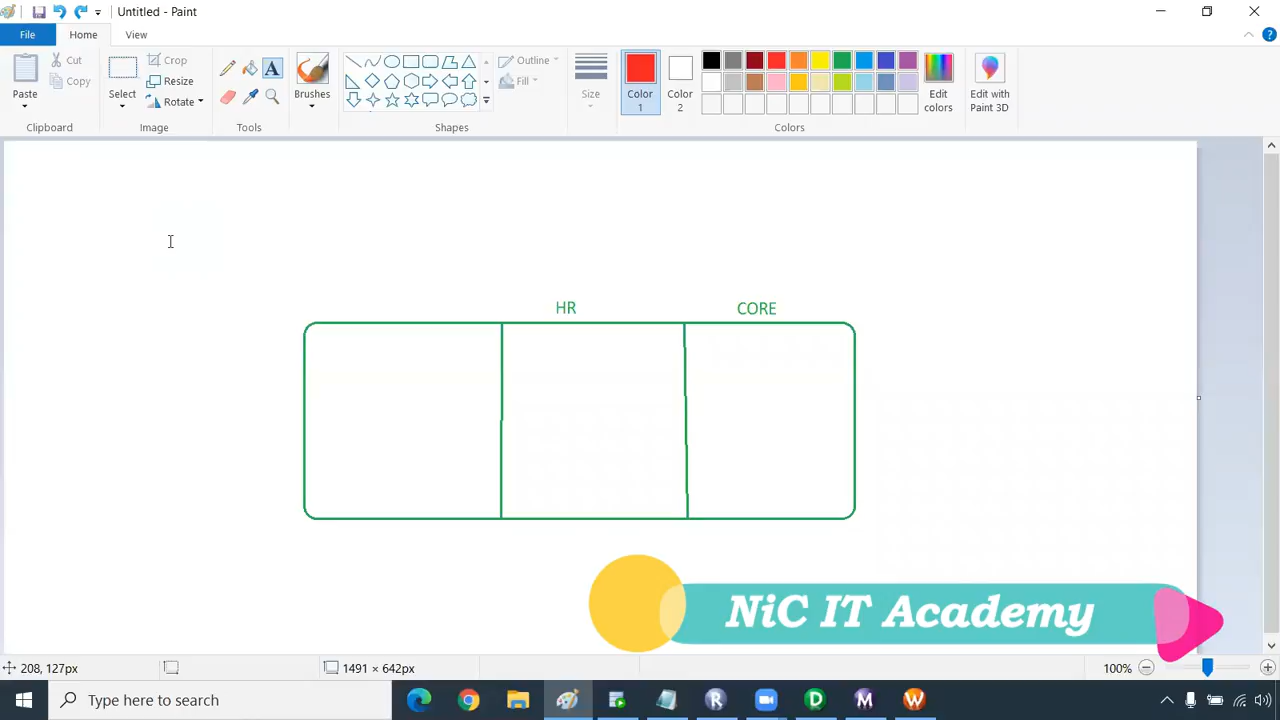 Untitled - Paint
File Home View
Paste
Cut
Copy
Clipboard
Select
Crop
Resize
Rotate
Image
A
Tools
Brushes
Shapes
Outline
Fill
Size
Color 1
Color 2
Colors
Edit colors
Edit with Paint 3D
HR CORE
NiC IT Academy
208, 127px
1491 × 642px
100%
Type here to search
R
D
M
W